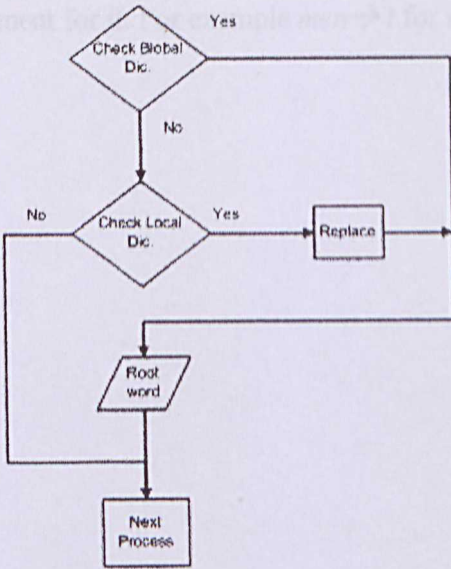 Yes
Check Global
Dic.
No
No
Check Local
Dic.
Yes
Replace
Root
word
Next
Process